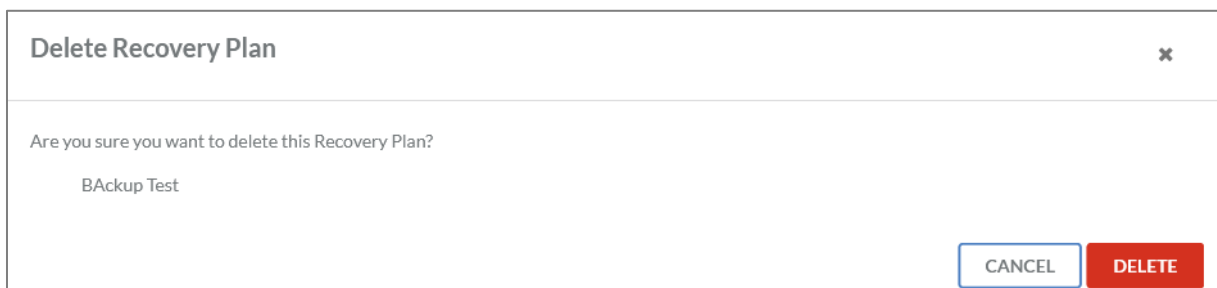 Delete Recovery Plan
Are you sure you want to delete this Recovery Plan?
BAckup Test
CANCEL DELETE